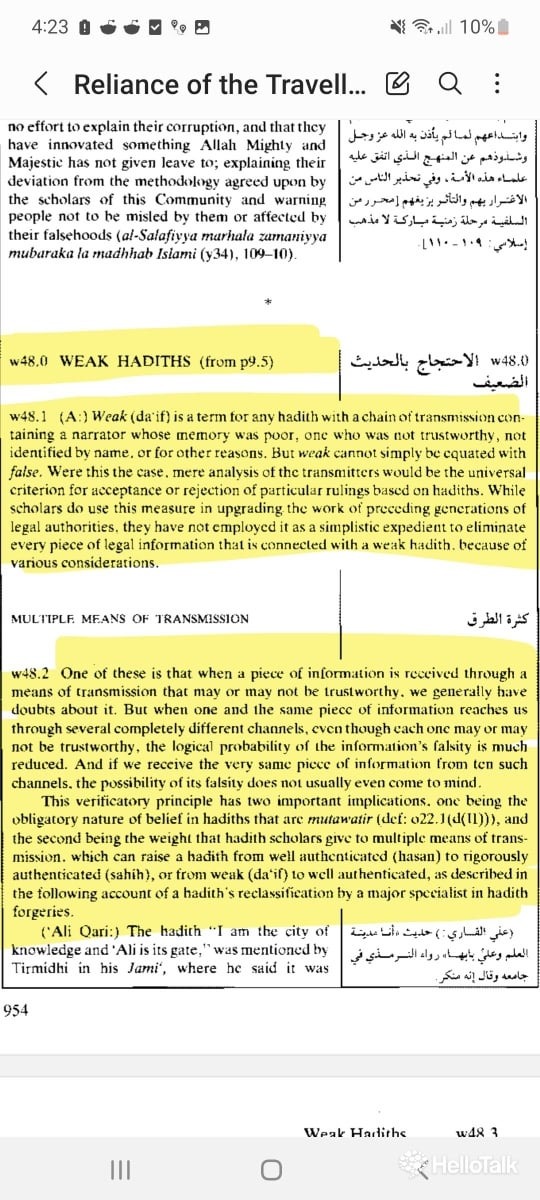 4:23
10%
Reliance of the Travell...
no effort to explain their corruption, and that they
have innovated something Allah Mighty and
Majestic has not given leave to; explaining their
deviation from the methodology agreed upon by
the scholars of this Community and warning
people not to be misled by them or affected by
their falsehoods (al-Salafiyya marhala zamaniyya
mubaraka la madhhab Islami (y34), 109–10).
وابتداعهم لما لم يأذن به الله عز وجل
وشذوذهم عن المنهج الذي اتفق عليه
علماء هذه الأمة، وفي تحذير الناس من
الاغترار بهم والتأثر بزيغهم [محرر من
السلفية مرحلة زمنية مباركة لا مذهب
إسلامي: ١٠٩ - ١١٠].
*
w48.0 WEAK HADITHS (from p9.5)
w48.0 الاحتجاج بالحديث
الضعيف
w48.1 (A:) Weak (da'if) is a term for any hadith with a chain of transmission con-
taining a narrator whose memory was poor, one who was not trustworthy, not
identified by name, or for other reasons. But weak cannot simply be equated with
false. Were this the case, mere analysis of the transmitters would be the universal
criterion for acceptance or rejection of particular rulings based on hadiths. While
scholars do use this measure in upgrading the work of preceding generations of
legal authorities, they have not employed it as a simplistic expedient to eliminate
every piece of legal information that is connected with a weak hadith, because of
various considerations.
MULTIPLE MEANS OF TRANSMISSION
كثرة الطرق
w48.2 One of these is that when a piece of information is received through a
means of transmission that may or may not be trustworthy, we generally have
doubts about it. But when one and the same piece of information reaches us
through several completely different channels, even though each one may or may
not be trustworthy, the logical probability of the information's falsity is much
reduced. And if we receive the very same piece of information from ten such
channels, the possibility of its falsity does not usually even come to mind.
This verificatory principle has two important implications, one being the
obligatory nature of belief in hadiths that are mutawatir (def: o22.1(d(II))), and
the second being the weight that hadith scholars give to multiple means of trans-
mission, which can raise a hadith from well authenticated (hasan) to rigorously
authenticated (sahih), or from weak (da'if) to well authenticated, as described in
the following account of a hadith's reclassification by a major specialist in hadith
forgeries.
('Ali Qari:) The hadith "I am the city of
knowledge and 'Ali is its gate," was mentioned by
Tirmidhi in his Jami', where he said it was
(علي القاري:) حديث «أنا مدينة
العلم وعليّ بابها» رواه الترمذي في
جامعه وقال إنه منكر.
954
Weak Hadiths w48.3
HelloTalk